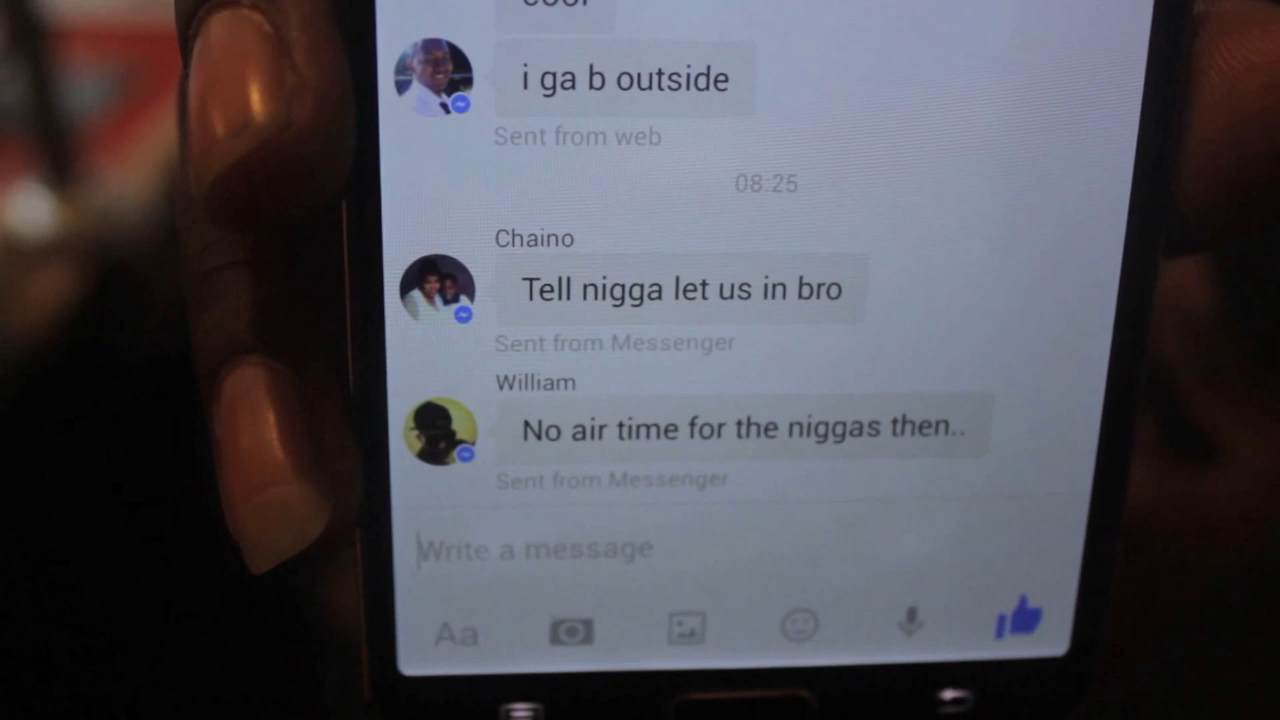 cool
i ga b outside
Sent from web
08:25
Chaino
Tell nigga let us in bro
Sent from Messenger
William
No air time for the niggas then..
Sent from Messenger
Write a message
Aa